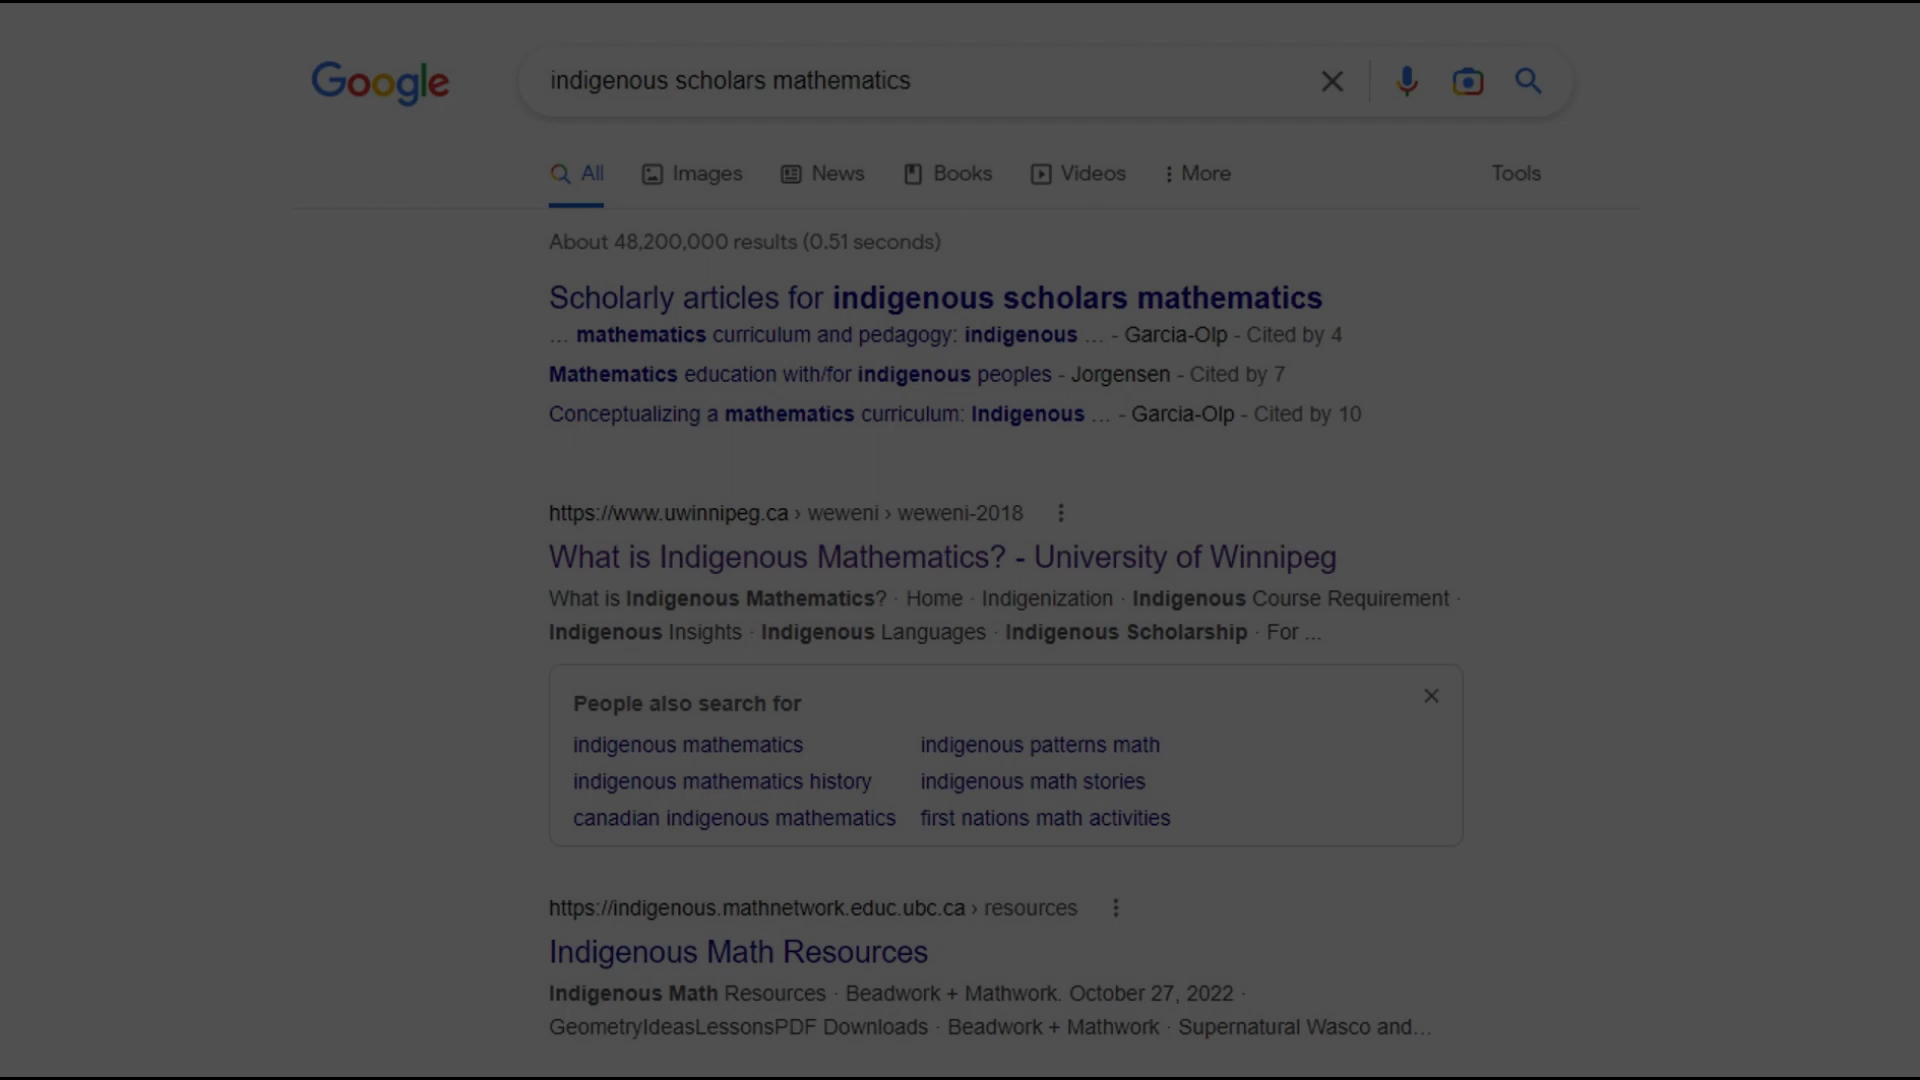 Google
indigenous scholars mathematics
All Images News Books Videos More Tools
About 48,200,000 results (0.51 seconds)
Scholarly articles for indigenous scholars mathematics
... mathematics curriculum and pedagogy: indigenous ... - Garcia-Olp - Cited by 4
Mathematics education with/for indigenous peoples - Jorgensen - Cited by 7
Conceptualizing a mathematics curriculum: Indigenous ... - Garcia-Olp - Cited by 10
https://www.uwinnipeg.ca › weweni › weweni-2018
What is Indigenous Mathematics? - University of Winnipeg
What is Indigenous Mathematics? · Home · Indigenization · Indigenous Course Requirement ·
Indigenous Insights · Indigenous Languages · Indigenous Scholarship · For ...
People also search for
indigenous mathematics indigenous patterns math
indigenous mathematics history indigenous math stories
canadian indigenous mathematics first nations math activities
https://indigenous.mathnetwork.educ.ubc.ca › resources
Indigenous Math Resources
Indigenous Math Resources · Beadwork + Mathwork. October 27, 2022 ·
GeometryIdeasLessonsPDF Downloads · Beadwork + Mathwork · Supernatural Wasco and...